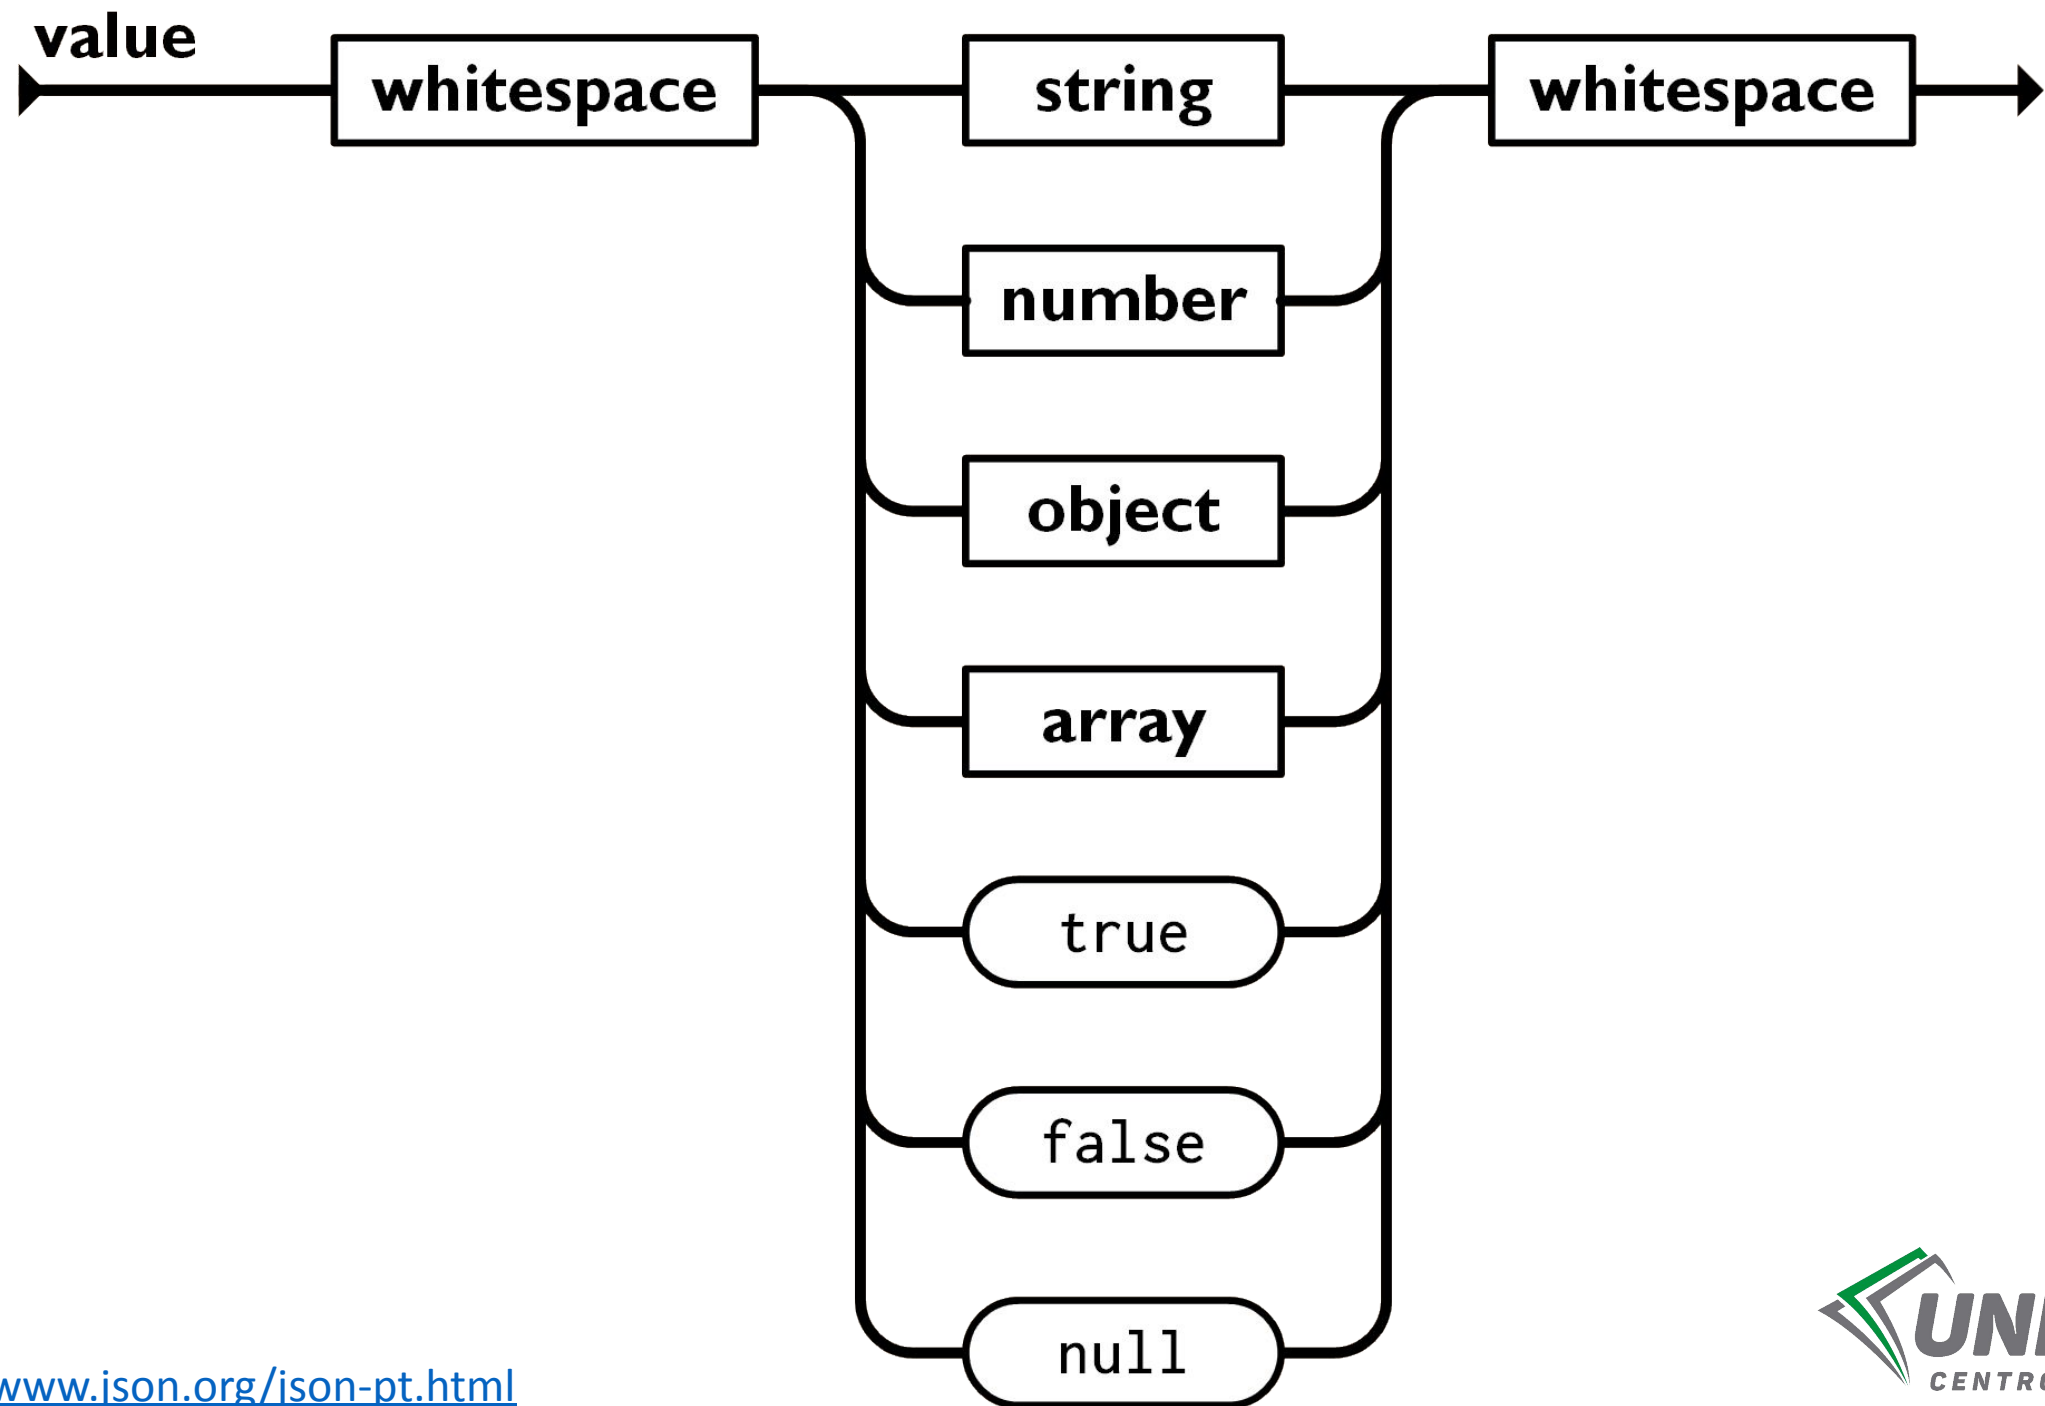 value
whitespace
string
whitespace
number
object
array
true
false
null
www.json.org/json-pt.html